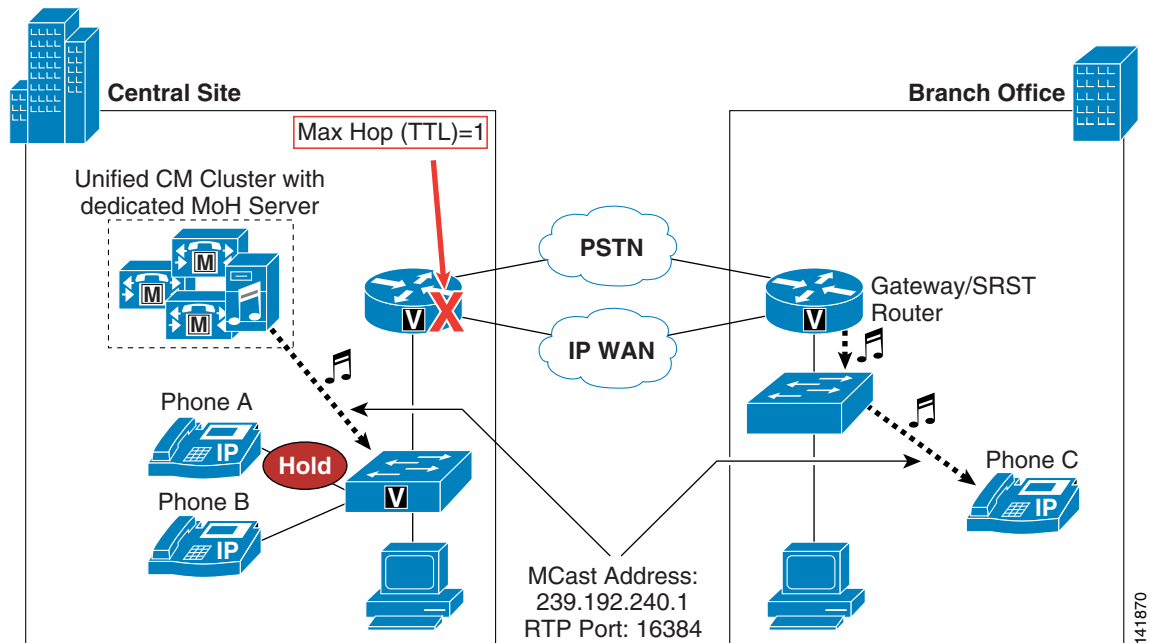 Central Site
Branch Office
Max Hop (TTL)=1
Unified CM Cluster with
dedicated MoH Server
M
M
M
PSTN
IP WAN
V
X
Gateway/SRST
Router
V
Phone A
IP
Hold
Phone B
IP
V
Phone C
IP
MCast Address:
239.192.240.1
RTP Port: 16384
141870